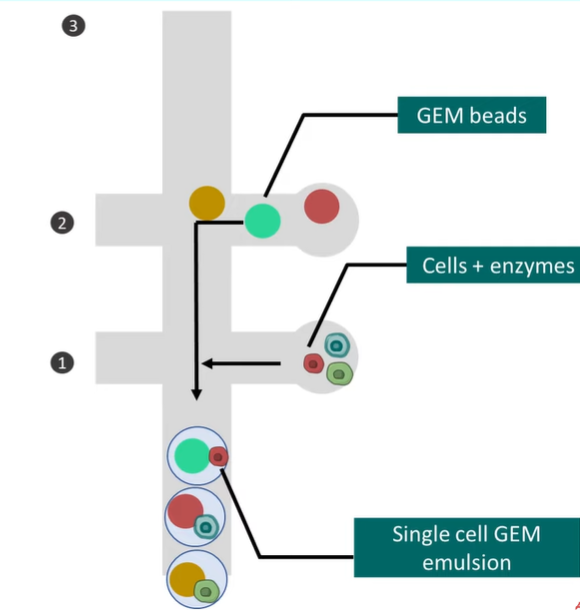 3
GEM beads
2
Cells + enzymes
1
Single cell GEM
emulsion